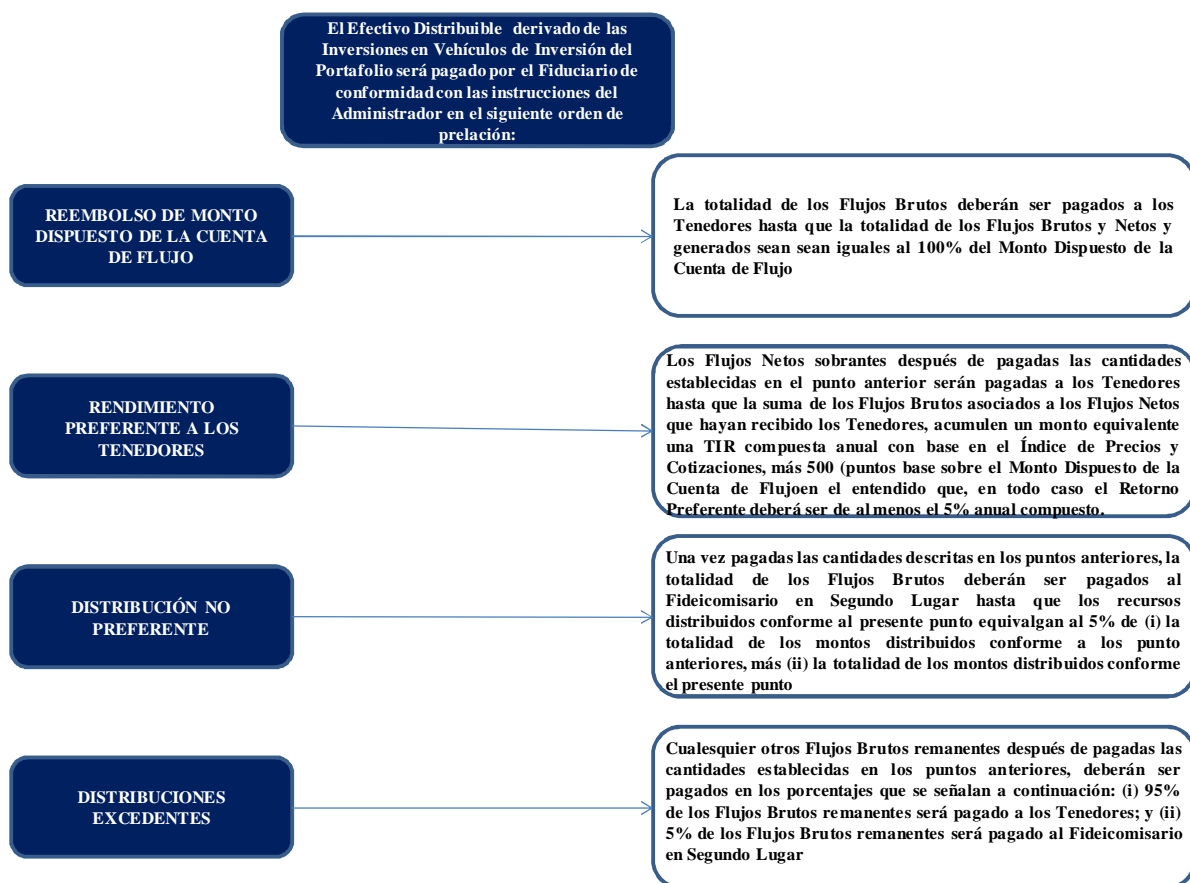 El Efectivo Distribuible derivado de las
Inversiones en Vehículos de Inversión del
Portafolio será pagado por el Fiduciario de
conformidad con las instrucciones del
Administrador en el siguiente orden de
prelación:
REEMBOLSO DE MONTO
DISPUESTO DE LA CUENTA
DE FLUJO
La totalidad de los Flujos Brutos deberán ser pagados a los
Tenedores hasta que la totalidad de los Flujos Brutos y Netos y
generados sean sean iguales al 100% del Monto Dispuesto de la
Cuenta de Flujo
RENDIMIENTO
PREFERENTE A LOS
TENEDORES
Los Flujos Netos sobrantes después de pagadas las cantidades
establecidas en el punto anterior serán pagadas a los Tenedores
hasta que la suma de los Flujos Brutos asociados a los Flujos Netos
que hayan recibido los Tenedores, acumulen un monto equivalente
una TIR compuesta anual con base en el Índice de Precios y
Cotizaciones, más 500 (puntos base sobre el Monto Dispuesto de la
Cuenta de Flujoen el entendido que, en todo caso el Retorno
Preferente deberá ser de al menos el 5% anual compuesto.
DISTRIBUCIÓN NO
PREFERENTE
Una vez pagadas las cantidades descritas en los puntos anteriores, la
totalidad de los Flujos Brutos deberán ser pagados al
Fideicomisario en Segundo Lugar hasta que los recursos
distribuidos conforme al presente punto equivalgan al 5% de (i) la
totalidad de los montos distribuidos conforme a los punto
anteriores, más (ii) la totalidad de los montos distribuidos conforme
el presente punto
DISTRIBUCIONES
EXCEDENTES
Cualesquier otros Flujos Brutos remanentes después de pagadas las
cantidades establecidas en los puntos anteriores, deberán ser
pagados en los porcentajes que se señalan a continuación: (i) 95%
de los Flujos Brutos remanentes será pagado a los Tenedores; y (ii)
5% de los Flujos Brutos remanentes será pagado al Fideicomisario
en Segundo Lugar